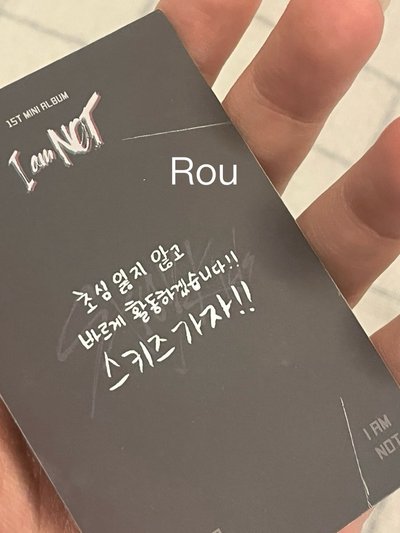 1ST MINI ALBUM
I am NOT
Rou
초심 잃지 않고
바르게 활동하겠습니다!!
스키즈 가자!!
I AM
NOT